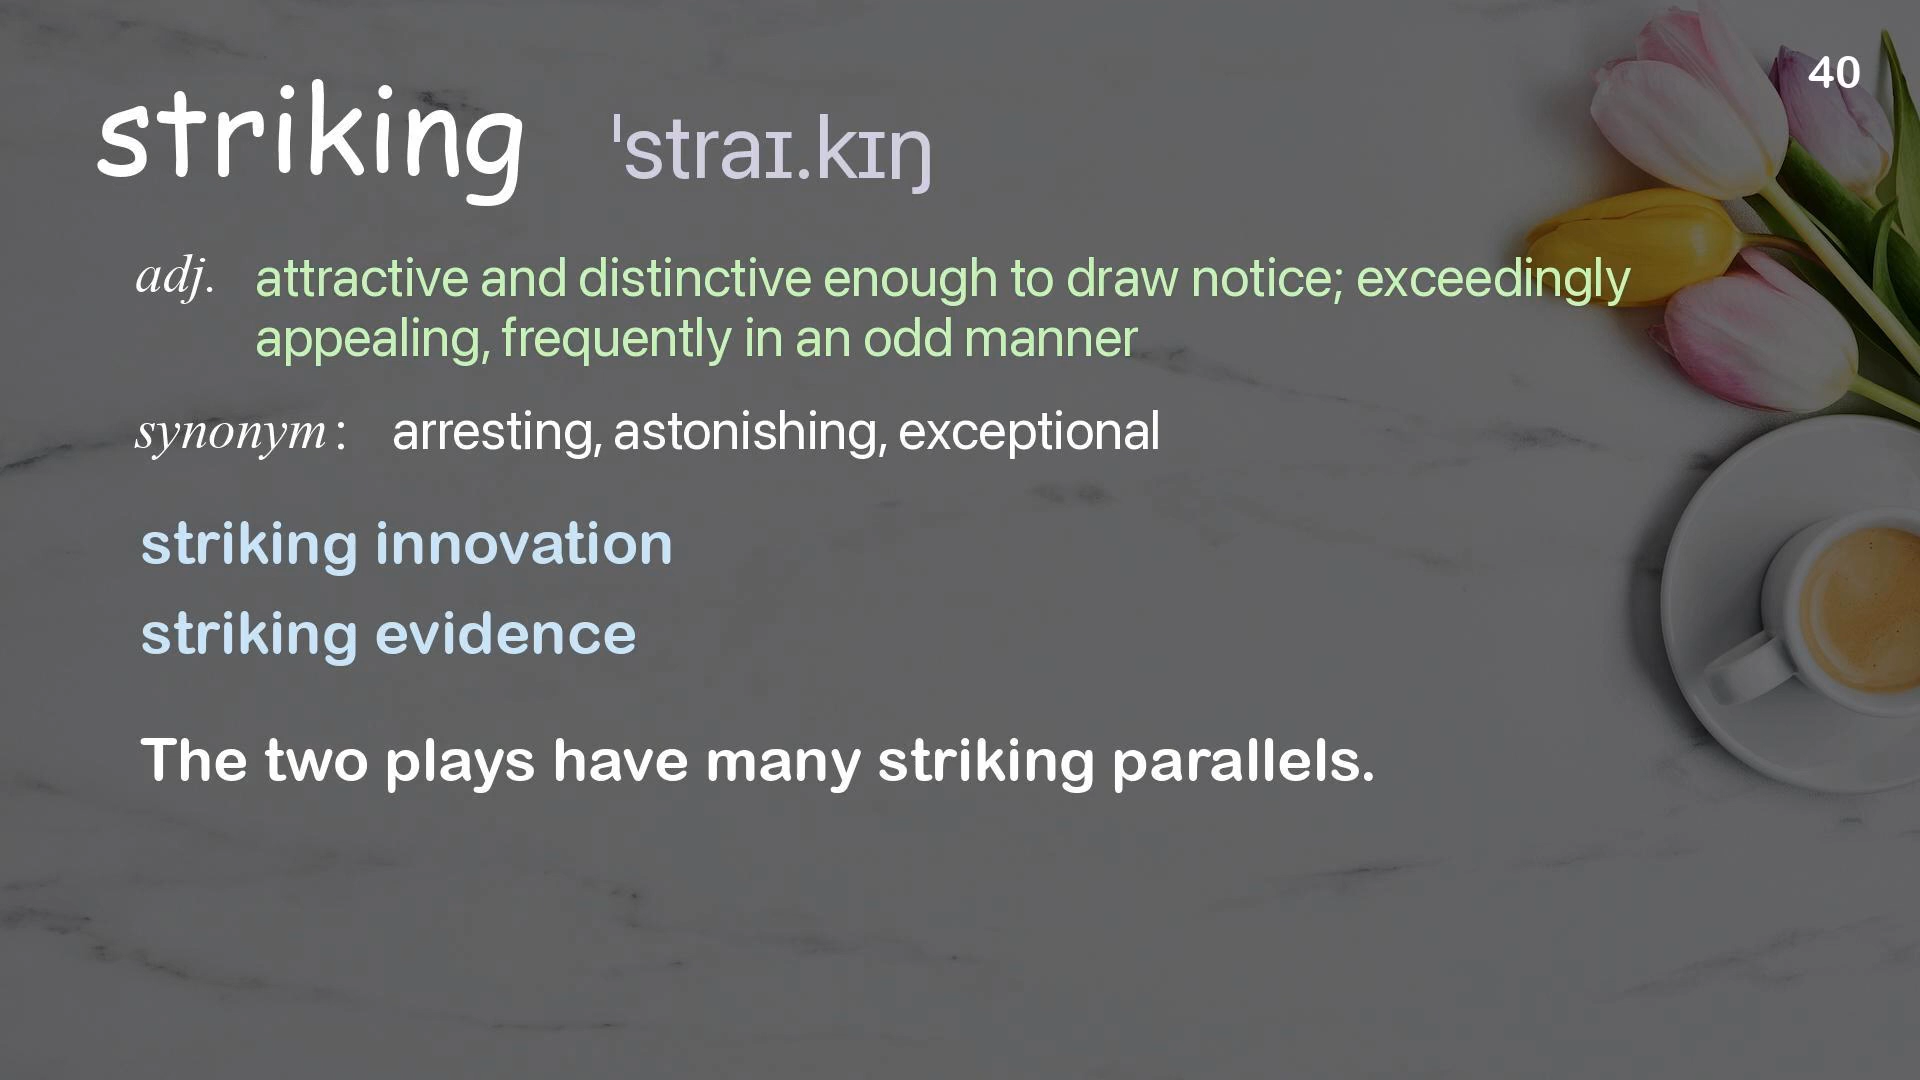 40
striking ˈstraɪ.kɪŋ
adj. attractive and distinctive enough to draw notice; exceedingly
appealing, frequently in an odd manner
synonym: arresting, astonishing, exceptional
striking innovation
striking evidence
The two plays have many striking parallels.